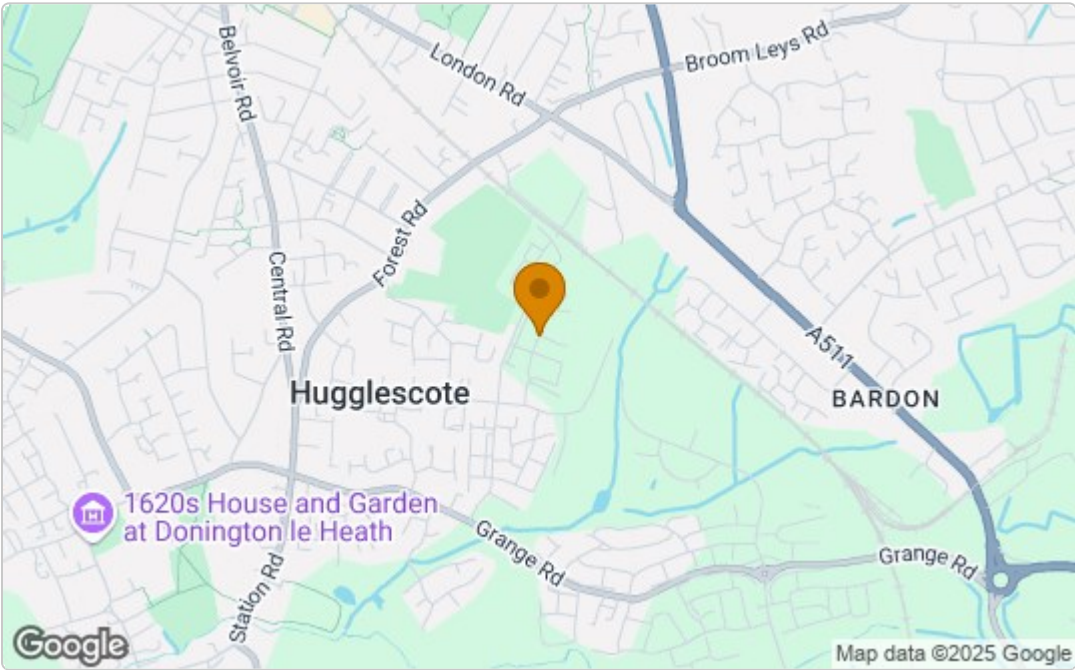 Belvoir Rd
London Rd
Broom Leys Rd
Forest Rd
Central Rd
A511
Hugglescote
BARDON
1620s House and Garden
at Donington le Heath
Grange Rd
Grange Rd
Station Rd
Google
Map data ©2025 Google